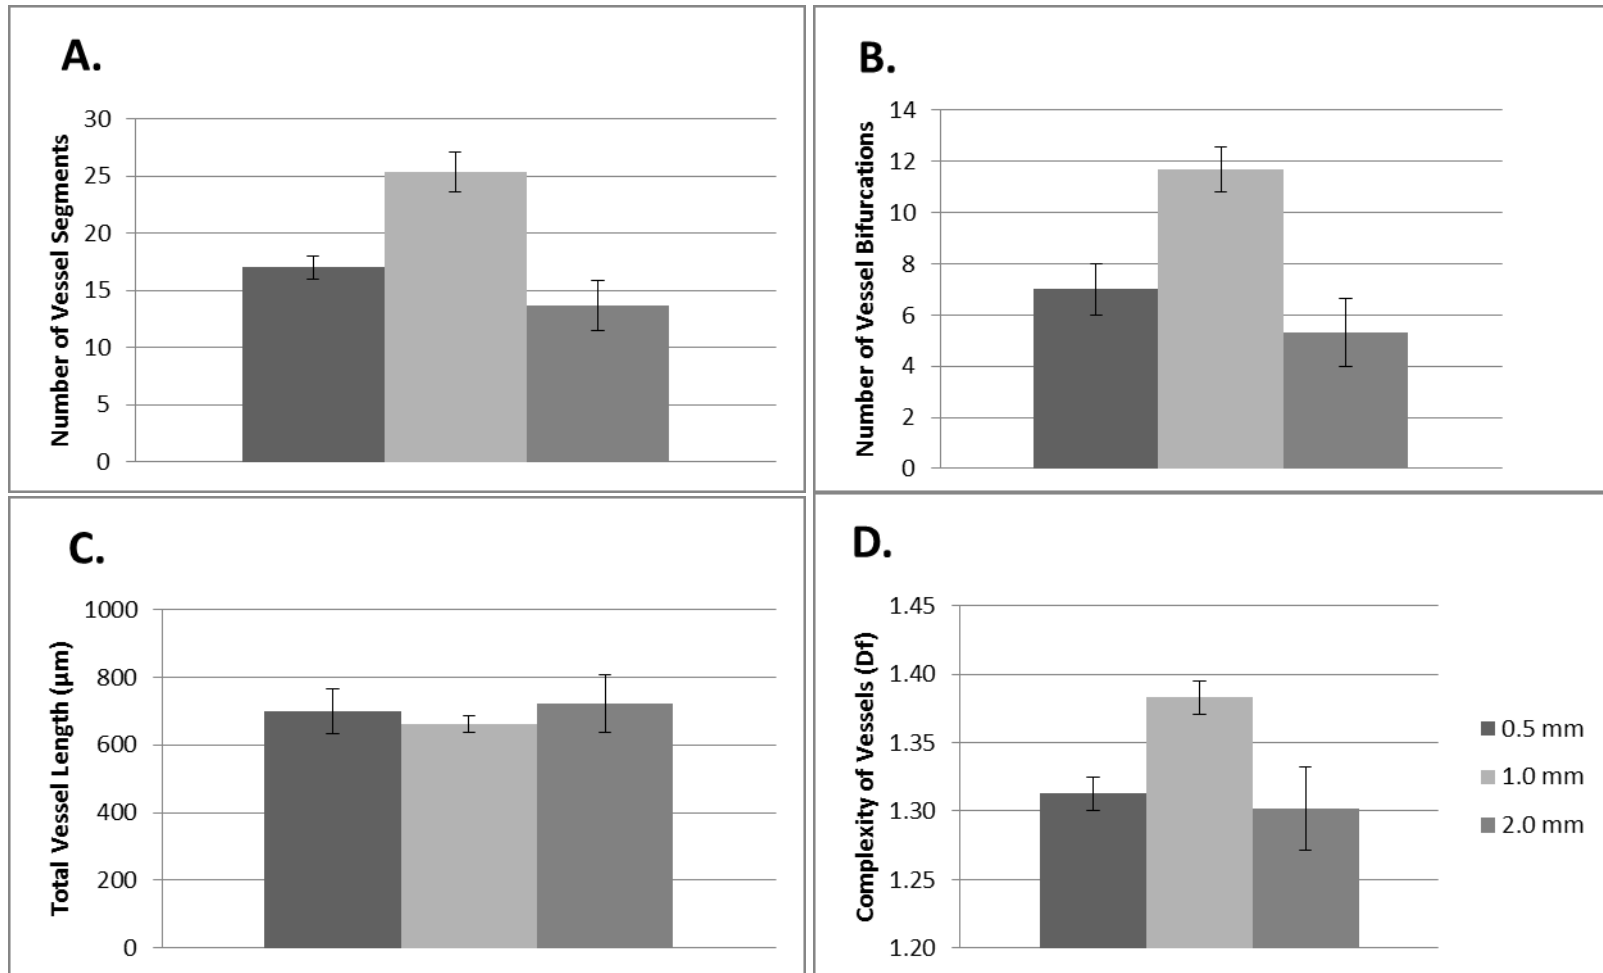 A.
Number of Vessel Segments
30
25
20
15
10
5
0
B.
Number of Vessel Bifurcations
14
12
10
8
6
4
2
0
C.
Total Vessel Length (μm)
1000
800
600
400
200
0
D.
Complexity of Vessels (Df)
1.45
1.40
1.35
1.30
1.25
1.20
0.5 mm
1.0 mm
2.0 mm